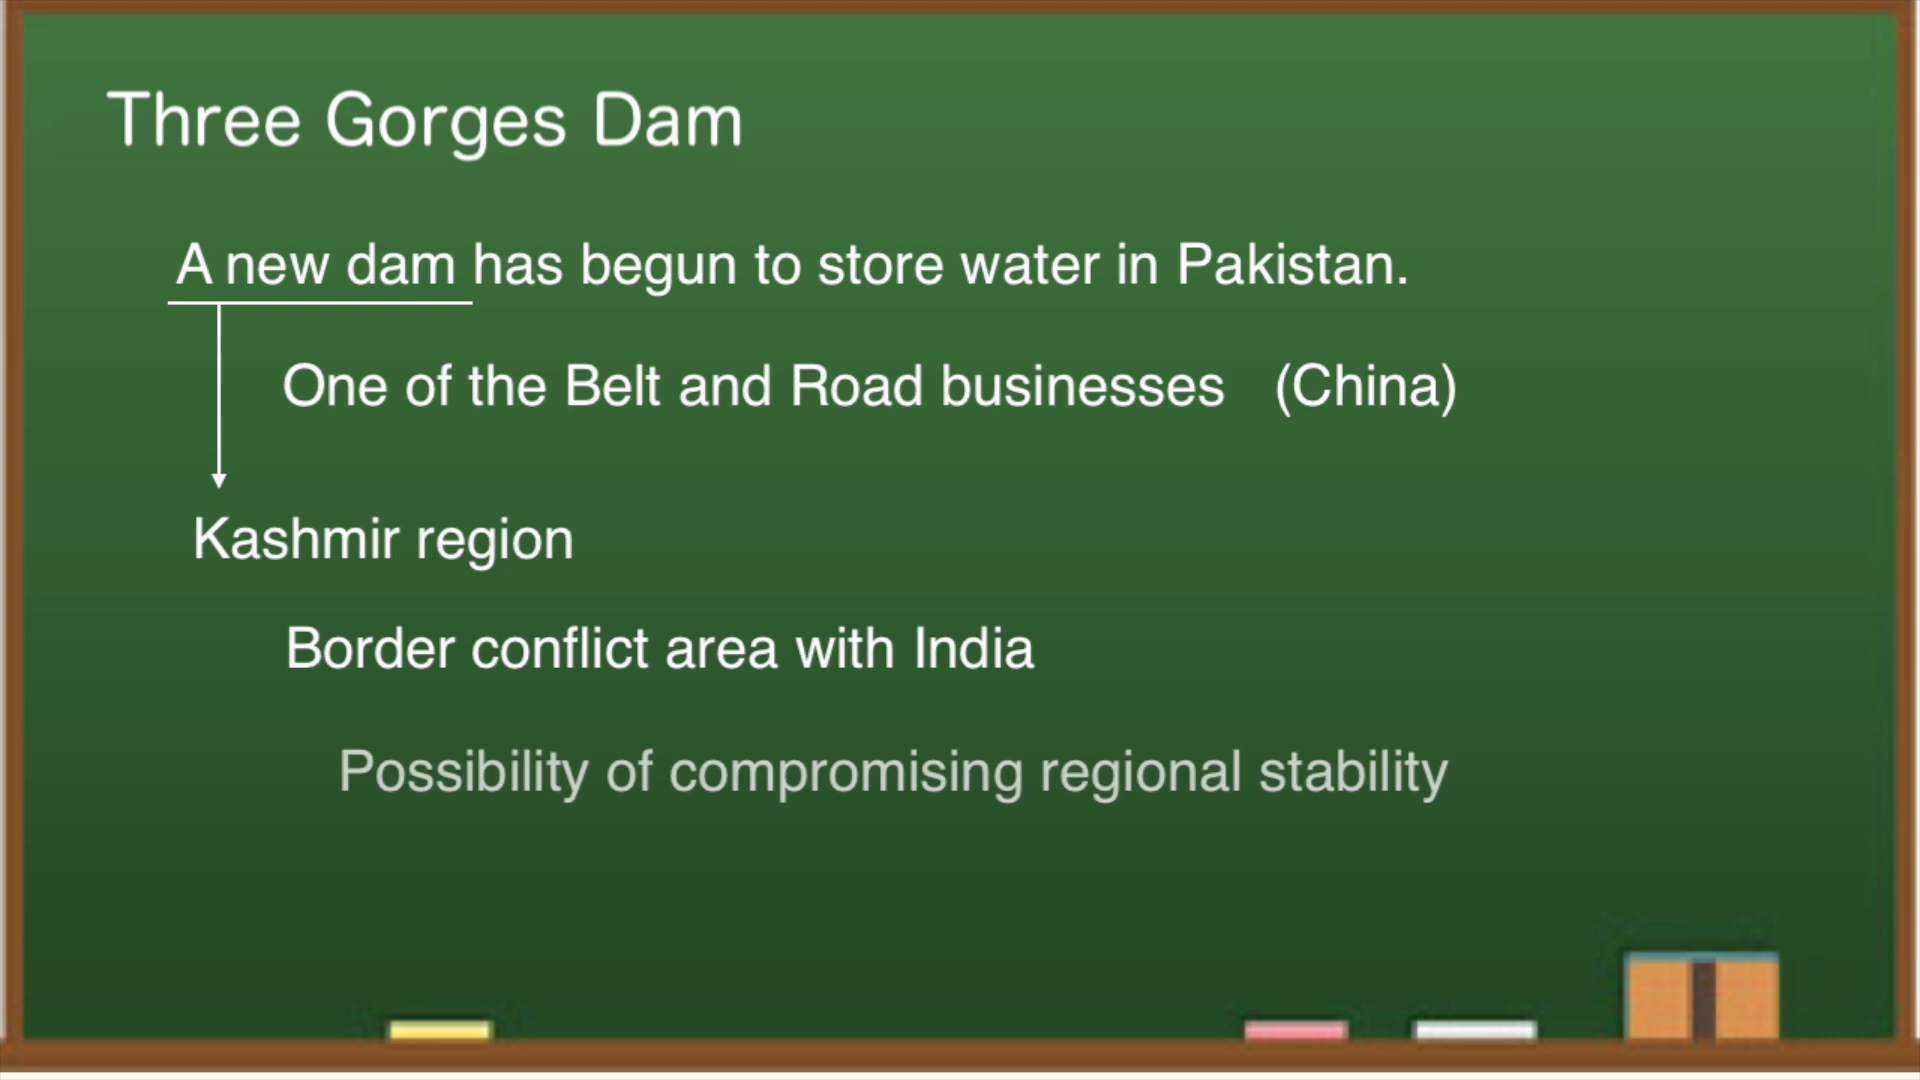 Three Gorges Dam
A new dam has begun to store water in Pakistan.
One of the Belt and Road businesses (China)
Kashmir region
Border conflict area with India
Possibility of compromising regional stability